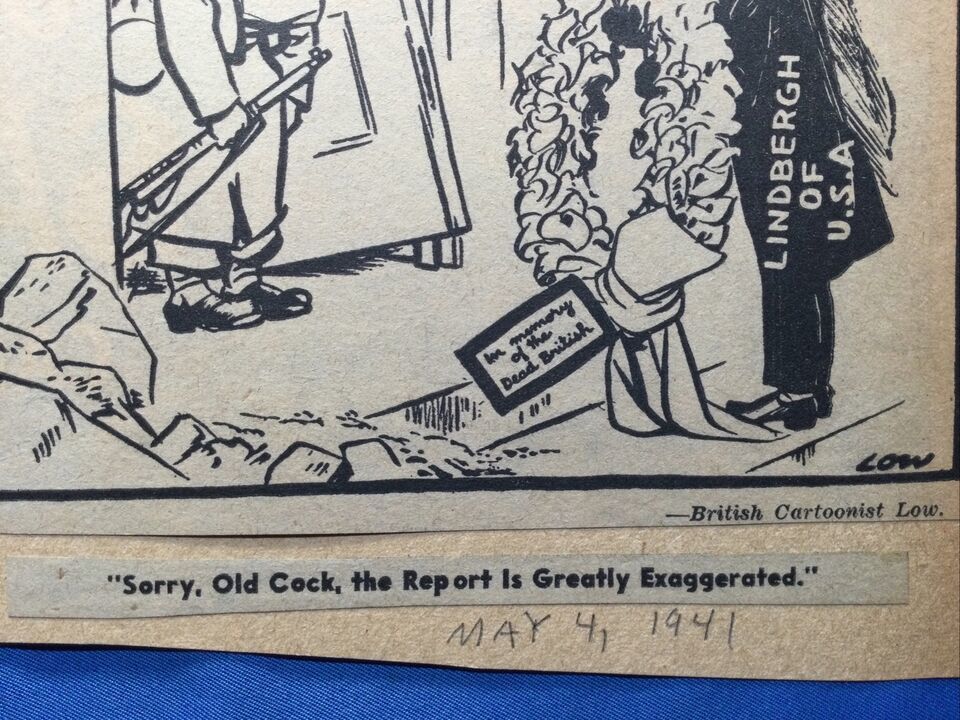 LINDBERGH
OF
U.S.A
In memory
of the
Dead British
LOW
—British Cartoonist Low.
"Sorry, Old Cock, the Report Is Greatly Exaggerated."
MAY 4, 1941